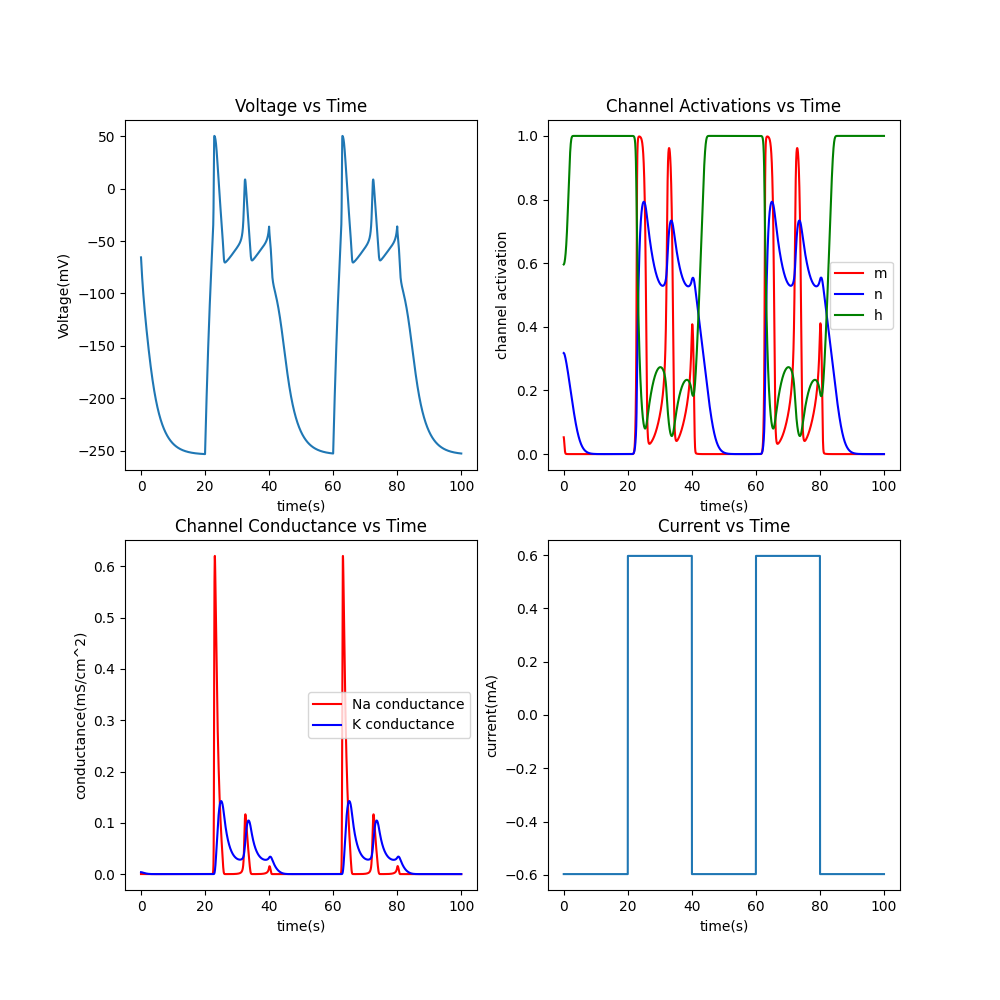 Voltage vs Time
Voltage(mV)
50
0
−50
−100
−150
−200
−250
0 20 40 60 80 100
time(s)
Channel Activations vs Time
channel activation
1.0
0.8
0.6
0.4
0.2
0.0
m
n
h
0 20 40 60 80 100
time(s)
Channel Conductance vs Time
conductance(mS/cm^2)
0.6
0.5
0.4
0.3
0.2
0.1
0.0
Na conductance
K conductance
0 20 40 60 80 100
time(s)
Current vs Time
current(mA)
0.6
0.4
0.2
0.0
−0.2
−0.4
−0.6
0 20 40 60 80 100
time(s)